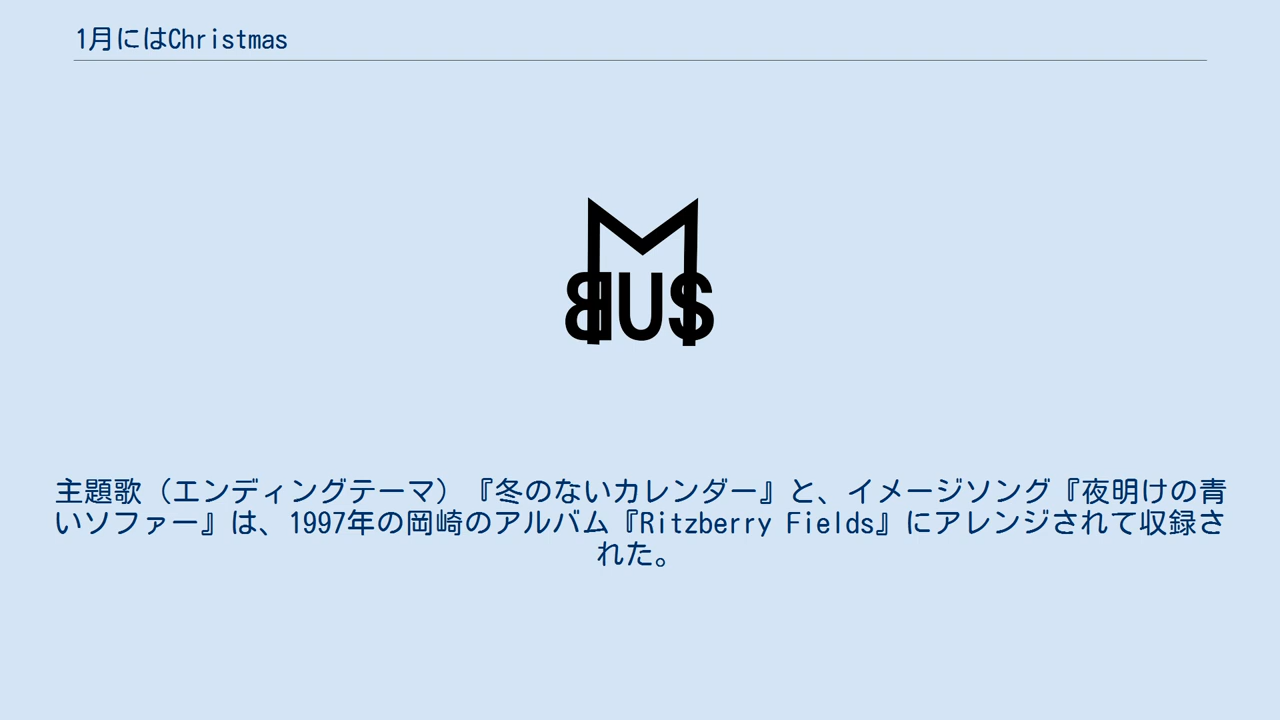 1月にはChristmas
MBUS
主題歌（エンディングテーマ）『冬のないカレンダー』と、イメージソング『夜明けの青
いソファー』は、1997年の岡崎のアルバム『Ritzberry Fields』にアレンジされて収録さ
れた。